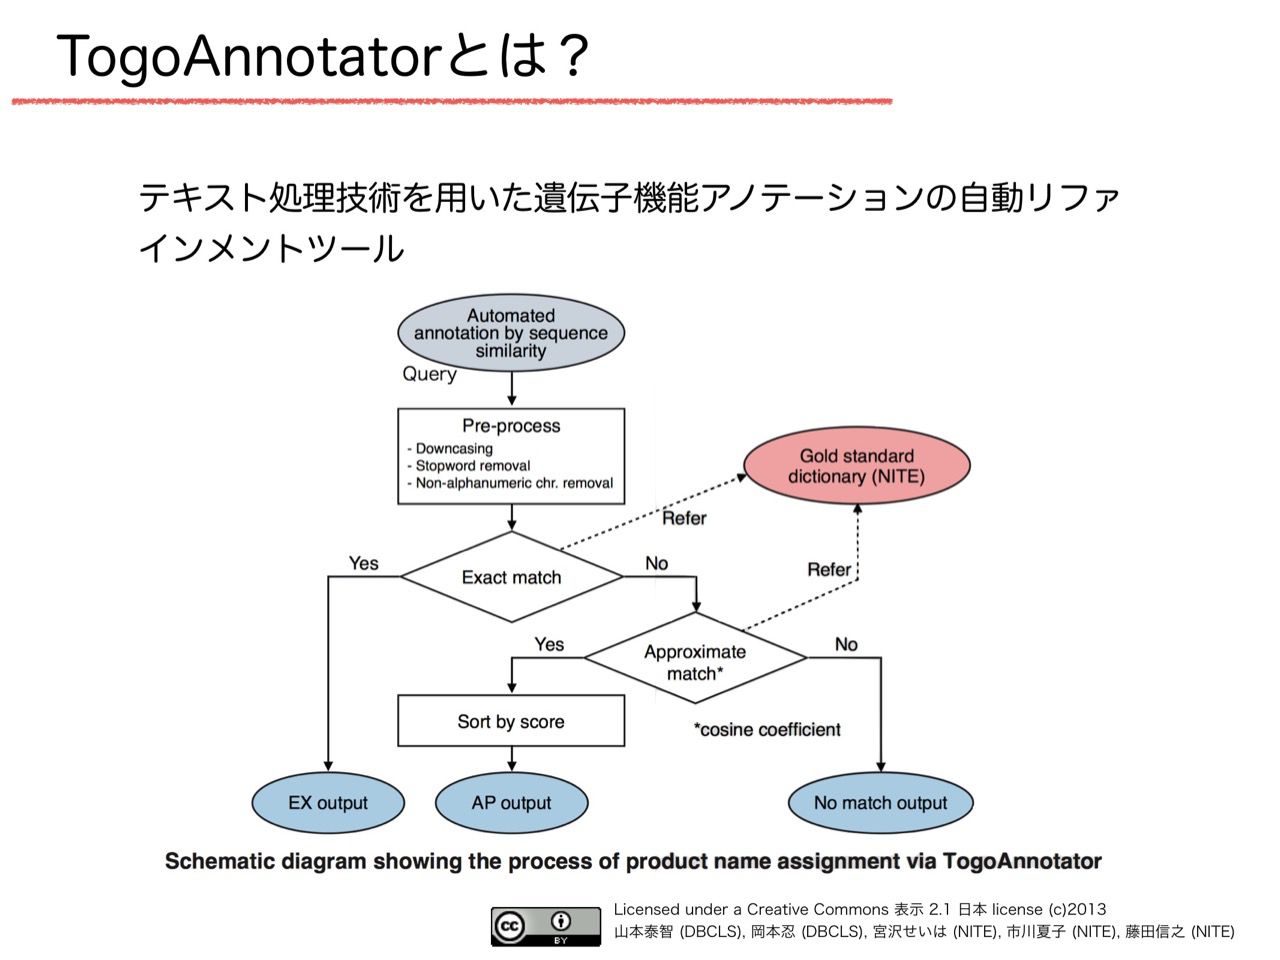 TogoAnnotatorとは？
テキスト処理技術を用いた遺伝子機能アノテーションの自動リファ
インメントツール
Automated
annotation by sequence
similarity
Query
Pre-process
- Downcasing
- Stopword removal
- Non-alphanumeric chr. removal
Gold standard
dictionary (NITE)
Refer
Yes
Exact match
No
Refer
Yes
Approximate
match*
No
Sort by score
*cosine coefficient
EX output
AP output
No match output
Schematic diagram showing the process of product name assignment via TogoAnnotator
cc
BY
Licensed under a Creative Commons 表示 2.1 日本 license (c)2013
山本泰智 (DBCLS), 岡本忍 (DBCLS), 宮沢せいは (NITE), 市川夏子 (NITE), 藤田信之 (NITE)